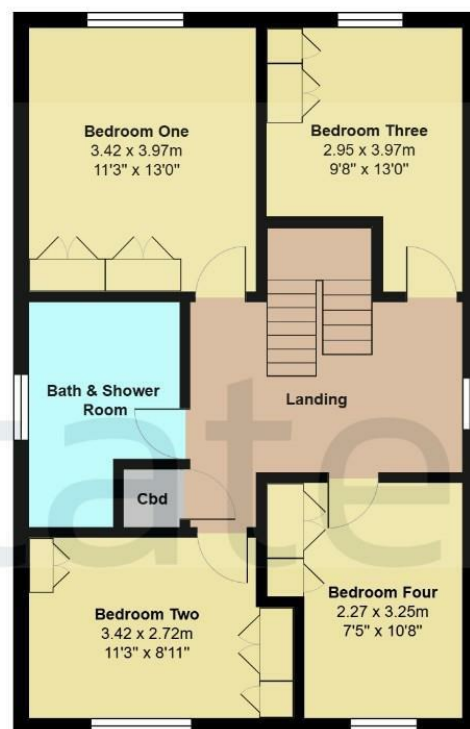 Bedroom One
3.42 x 3.97m
11'3" x 13'0"
Bedroom Three
2.95 x 3.97m
9'8" x 13'0"
Bath & Shower
Room
Landing
Cbd
tate
Bedroom Two
3.42 x 2.72m
11'3" x 8'11"
Bedroom Four
2.27 x 3.25m
7'5" x 10'8"